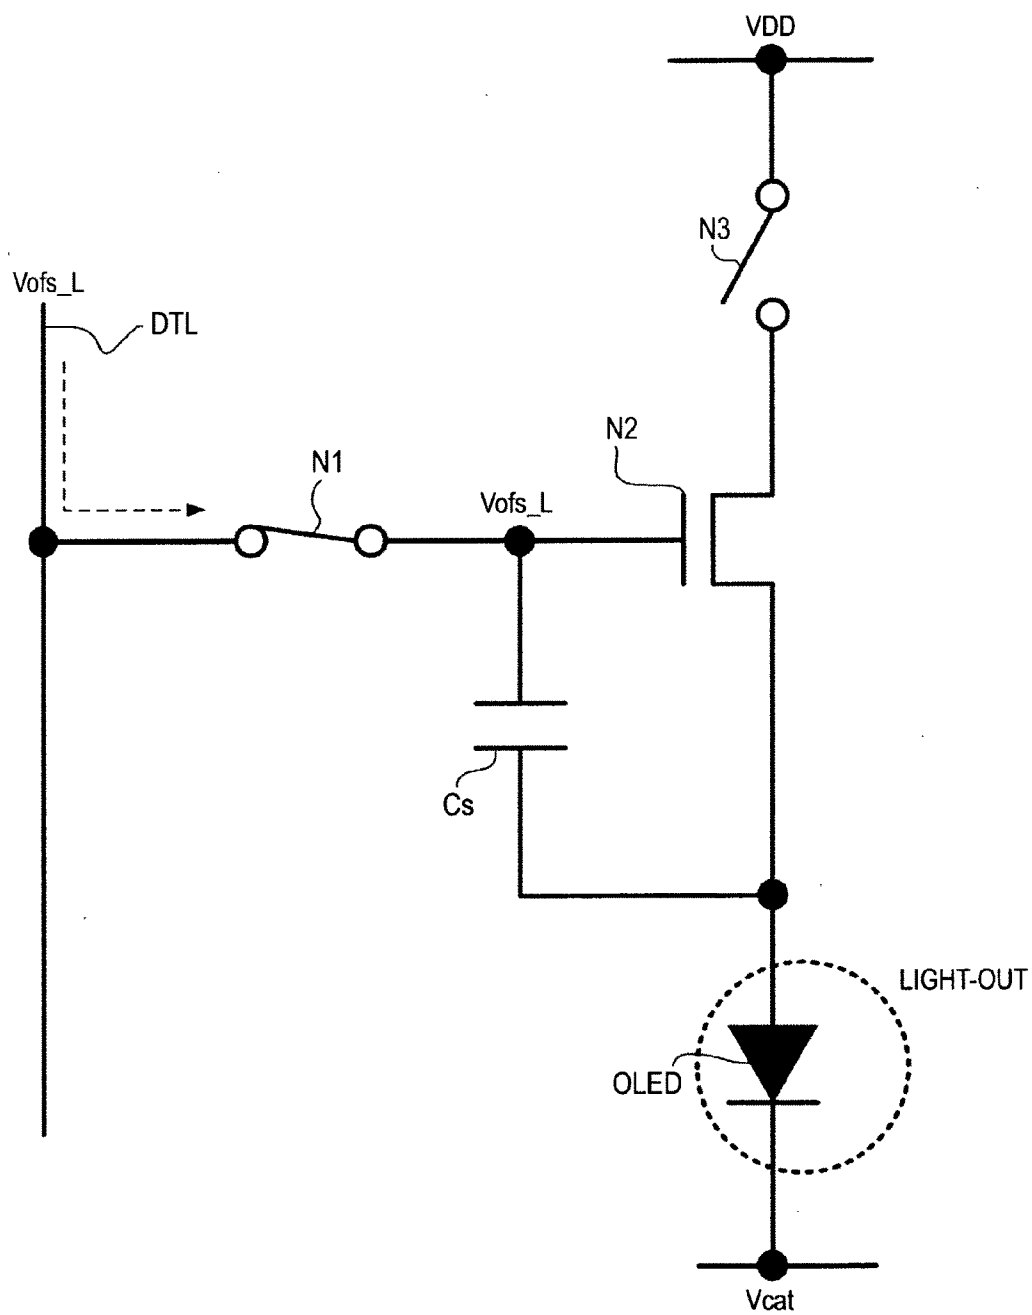 VDD
N3
Vofs_L
DTL
N2
N1
Vofs_L
Cs
LIGHT-OUT
OLED
Vcat